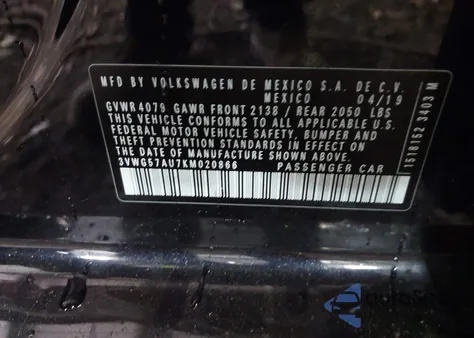 MFD BY VOLKSWAGEN DE MEXICO S.A. DE C.V.
MEXICO 04/19
GVWR 4079 GAWR FRONT 2138 / REAR 2050 LBS
THIS VEHICLE CONFORMS TO ALL APPLICABLE U.S.
FEDERAL MOTOR VEHICLE SAFETY, BUMPER AND
THEFT PREVENTION STANDARDS IN EFFECT ON
THE DATE OF MANUFACTURE SHOWN ABOVE.
3VWG57AU7KM020866 PASSENGER CAR
1518152 3403 M